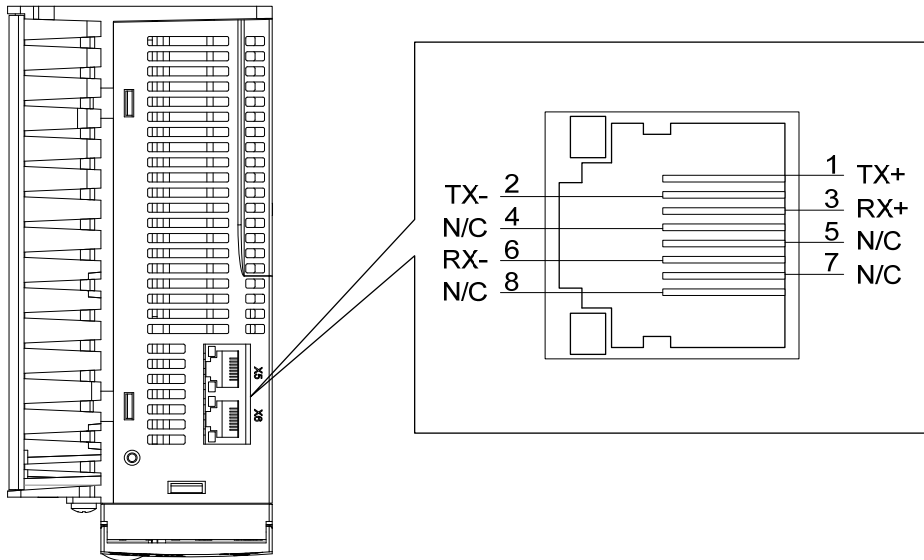 1 TX+
TX- 2
3 RX+
N/C 4
5 N/C
RX- 6
7 N/C
N/C 8
X5
X6